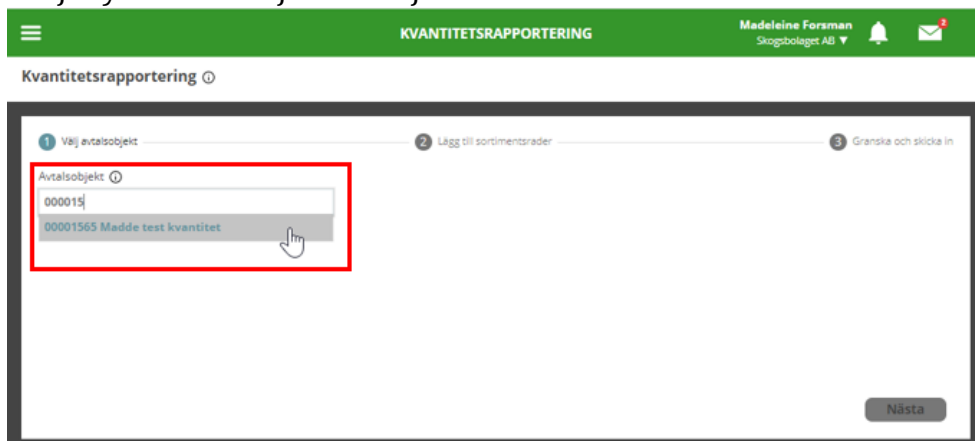 KVANTITETSRAPPORTERING
Madeleine Forsman
Skogsbolaget AB ▼
2
Kvantitetsrapportering
1 Välj avtalsobjekt
2 Lägg till sortimentsrader
3 Granska och skicka in
Avtalsobjekt
000015
00001565 Madde test kvantitet
Nästa